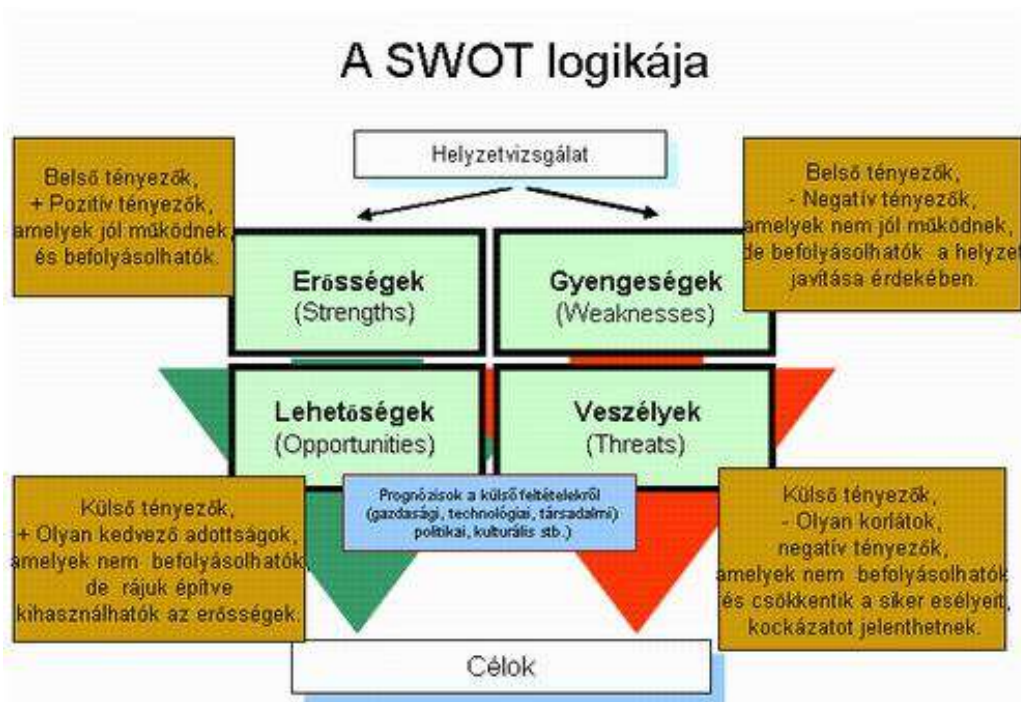 A SWOT logikája
Helyzetvizsgálat
Belső tényezők,
+ Pozitív tényezők,
amelyek jól működnek,
és befolyásolhatók.
Belső tényezők,
- Negatív tényezők,
amelyek nem jól működnek,
de befolyásolhatók a helyzet
javítása érdekében.
Erősségek
(Strengths)
Gyengeségek
(Weaknesses)
Lehetőségek
(Opportunities)
Veszélyek
(Threats)
Prognózisok a külső feltételekről
(gazdasági, technológiai, társadalmi)
politikai, kulturális stb.)
Külső tényezők,
+ Olyan kedvező adottságok,
amelyek nem befolyásolhatók,
de rájuk építve
kihasználhatók az erősségek.
Külső tényezők,
- Olyan korlátok,
negatív tényezők,
amelyek nem befolyásolhatók
és csökkentik a siker esélyeit,
kockázatot jelenthetnek.
Célok